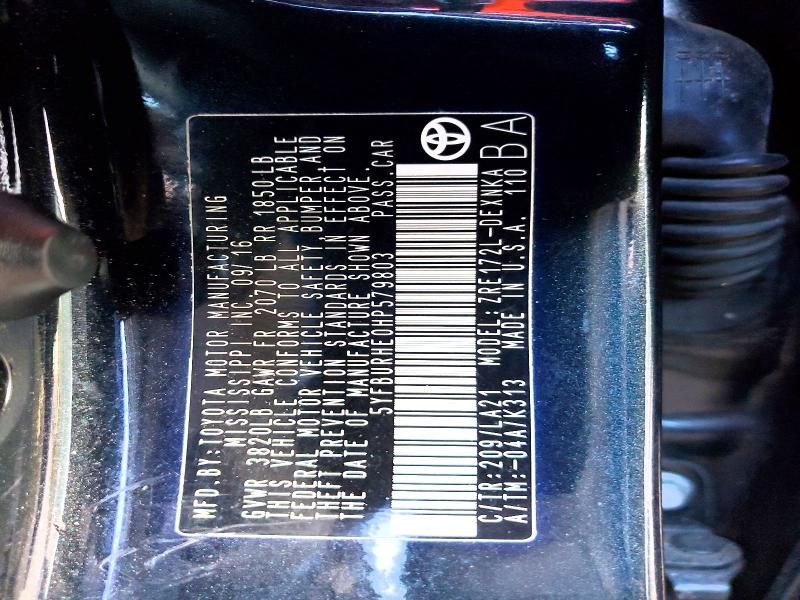 MFD.BY:TOYOTA MOTOR MANUFACTURING
MISSISSIPPI INC. 09/16
GVWR 3820LB GAWR FR 2070 LB RR 1850 LB
THIS VEHICLE CONFORMS TO ALL APPLICABLE
FEDERAL MOTOR VEHICLE SAFETY, BUMPER, AND
THEFT PREVENTION STANDARDS IN EFFECT ON
THE DATE OF MANUFACTURE SHOWN ABOVE.
5YFBURHE0HP579803 PASS.CAR
C/TR:209/LA21 MODEL:ZRE172L-DEXNKA
A/TM:-04A/K313 MADE IN U.S.A. 110 BA